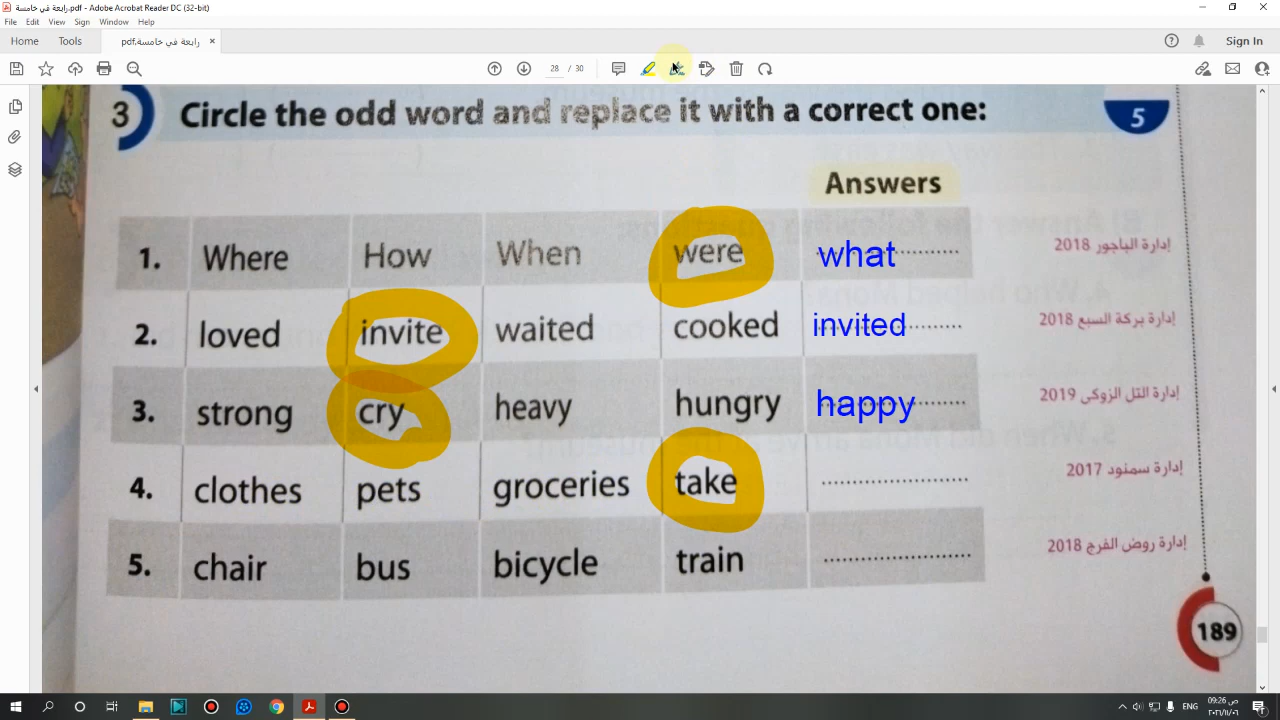 رابعة في خامسة.pdf - Adobe Acrobat Reader DC (32-bit)
File Edit View Sign Window Help
Home Tools رابعة في خامسة.pdf × Sign In
28 / 30
3 Circle the odd word and replace it with a correct one: 5
Answers
1. Where How When were what إدارة الباجور 2018
2. loved invite waited cooked invited إدارة بركة السبع 2018
3. strong cry heavy hungry happy إدارة التل الزوكى 2019
4. clothes pets groceries take إدارة سمنود 2017
5. chair bus bicycle train إدارة روض الفرج 2018
189
ENG
09:26 ص